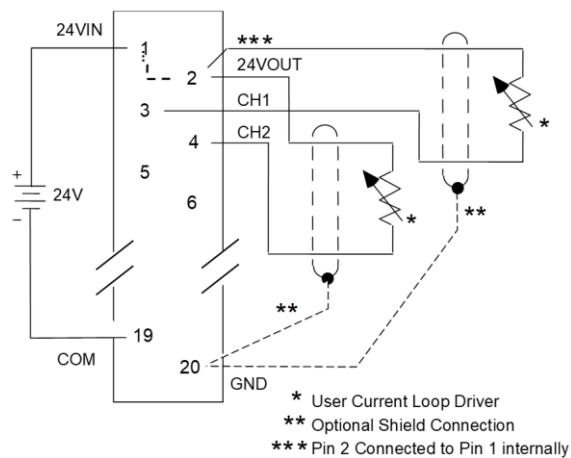 24VIN
1
***
2
24VOUT
3
CH1
*
4
CH2
5
+
24V
-
6
*
**
**
19
COM
20
GND
* User Current Loop Driver
** Optional Shield Connection
*** Pin 2 Connected to Pin 1 internally